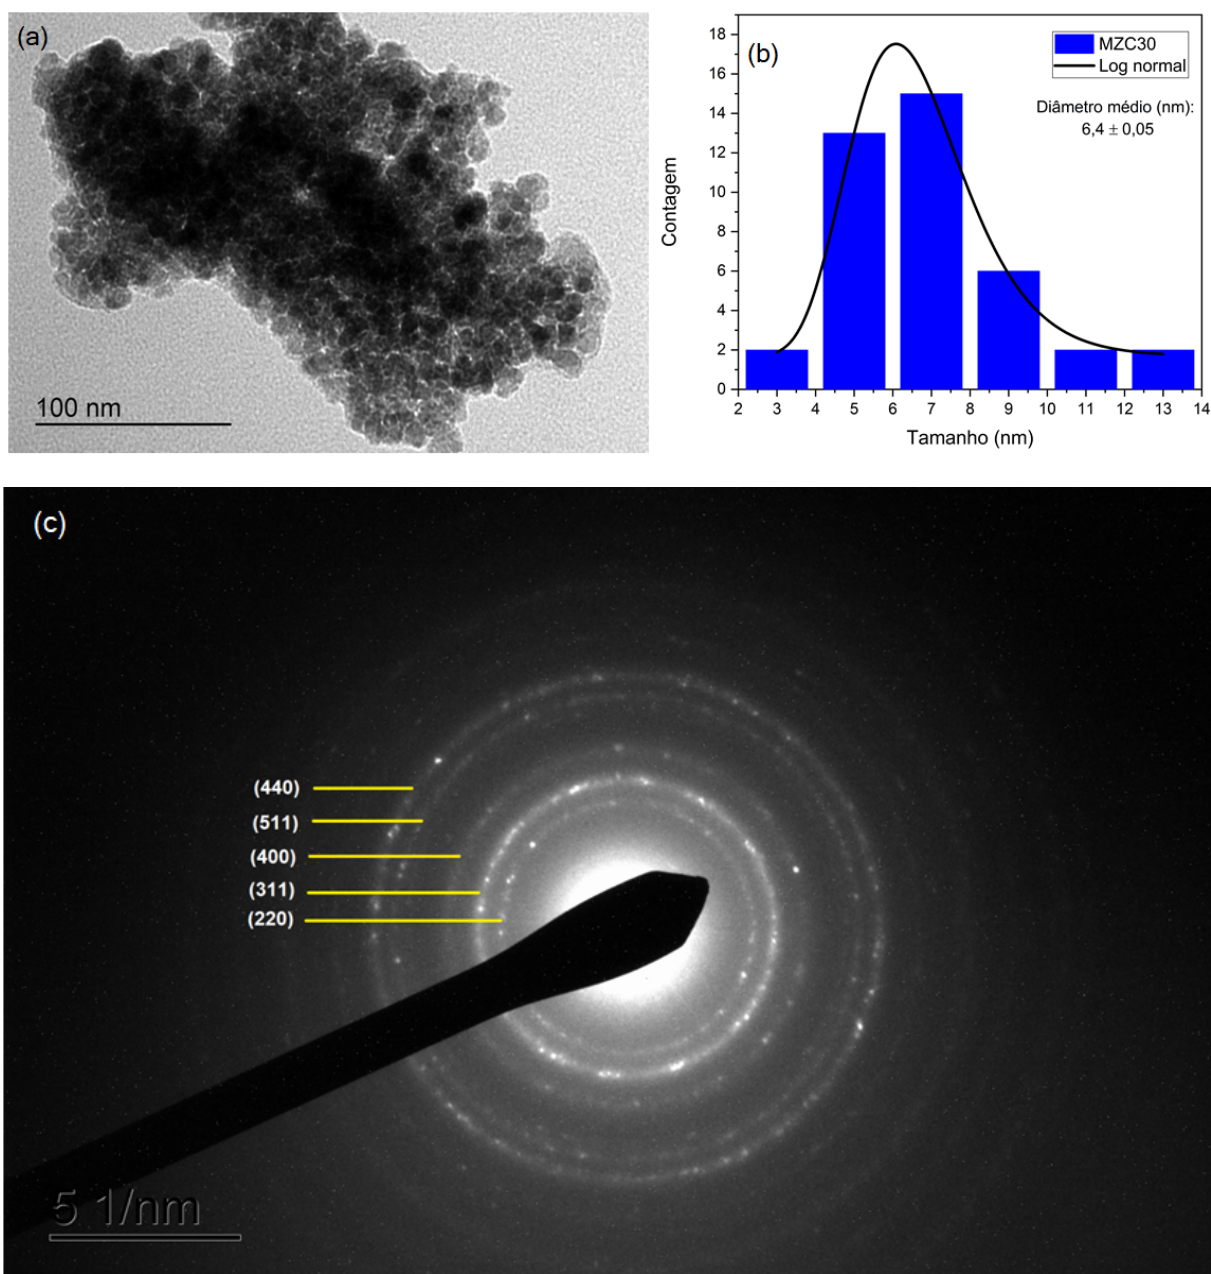 (a)
100 nm
(b)
MZC30
Log normal
Diâmetro médio (nm):
6,4 ± 0,05
Contagem
18
16
14
12
10
8
6
4
2
0
2 3 4 5 6 7 8 9 10 11 12 13 14
Tamanho (nm)
(c)
(440)
(511)
(400)
(311)
(220)
5 1/nm